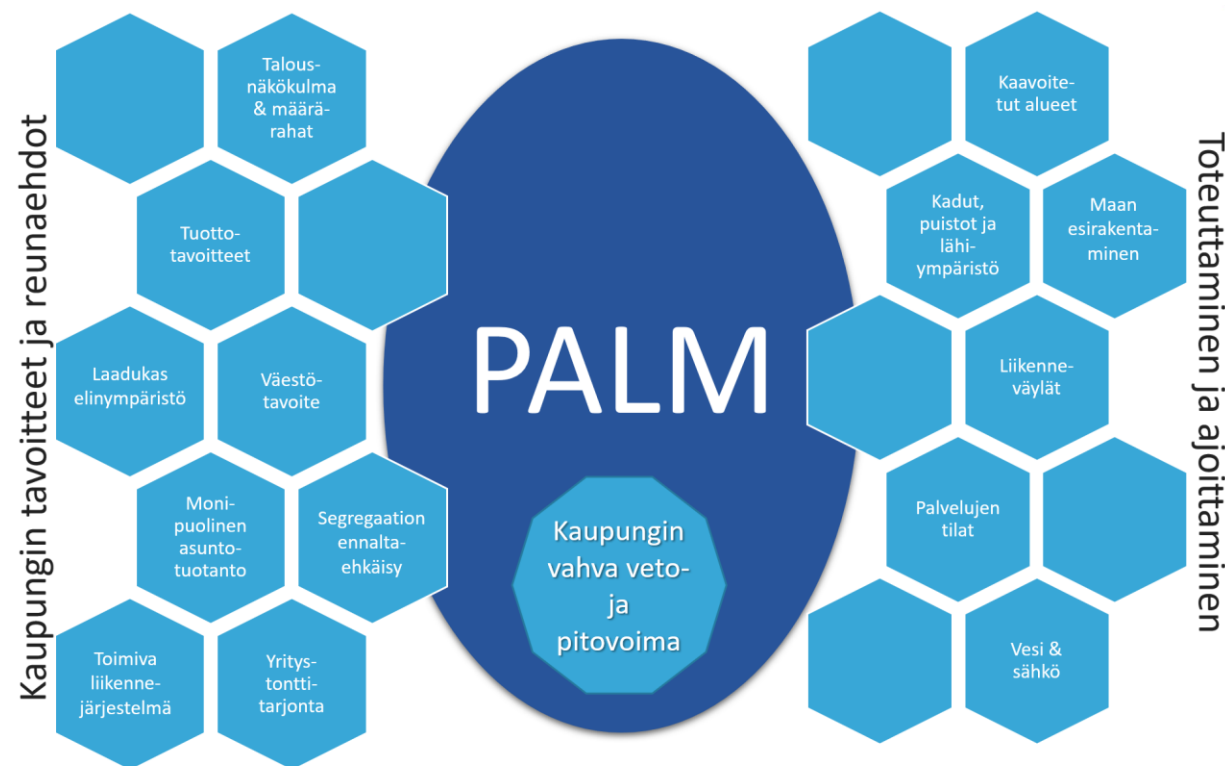 Kaupungin tavoitteet ja reunaehdot
Talous-
näkökulma
& määrä-
rahat
Tuotto-
tavoitteet
Laadukas
elinympäristö
Väestö-
tavoite
Moni-
puolinen
asunto-
tuotanto
Segregaation
ennalta-
ehkäisy
Toimiva
liikenne-
järjestelmä
Yritys-
tontti-
tarjonta
PALM
Kaupungin
vahva veto-
ja
pitovoima
Kaavoite-
tut alueet
Kadut,
puistot ja
lähi-
ympäristö
Maan
esirakenta-
minen
Liikenne-
väylät
Palvelujen
tilat
Vesi &
sähkö
Toteuttaminen ja ajoittaminen